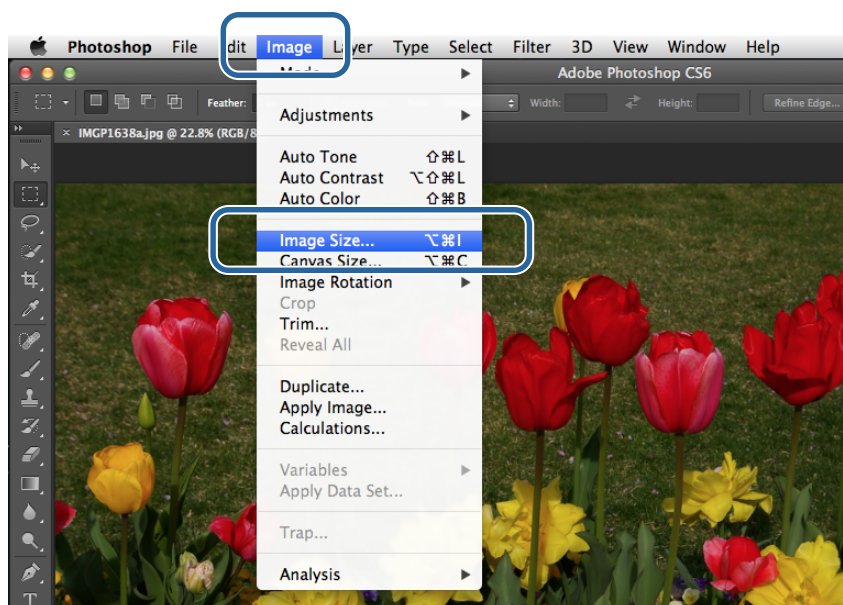 Photoshop File Edit Image Layer Type Select Filter 3D View Window Help
Adobe Photoshop CS6
Feather: Width: Height: Refine Edge...
× IMGP1638a.jpg @ 22.8% (RGB/8
Mode ▶
Adjustments ▶
Auto Tone ⇧⌘L
Auto Contrast ⌥⇧⌘L
Auto Color ⇧⌘B
Image Size... ⌥⌘I
Canvas Size... ⌥⌘C
Image Rotation ▶
Crop
Trim...
Reveal All
Duplicate...
Apply Image...
Calculations...
Variables ▶
Apply Data Set...
Trap...
Analysis ▶
T